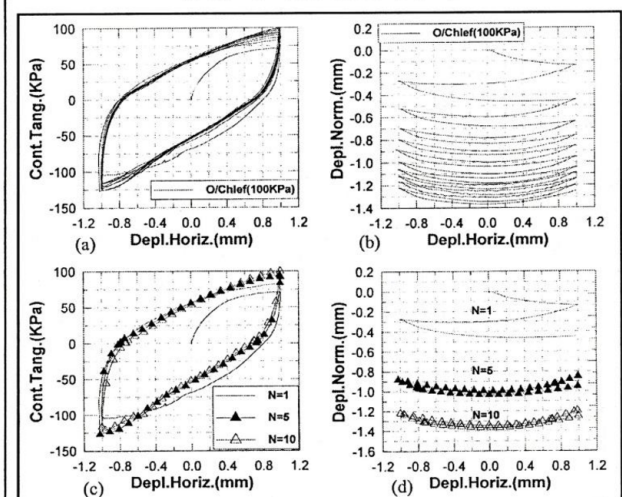 100
50
0
-50
-100
-150
Cont.Tang.(KPa)
O/Chlef(100KPa)
-1.2 -0.8 -0.4 0.0 0.4 0.8 1.2
(a) Depl.Horiz.(mm)
0.2
0.0
-0.2
-0.4
-0.6
-0.8
-1.0
-1.2
-1.4
Depl.Norm.(mm)
O/Chlef(100KPa)
-1.2 -0.8 -0.4 0.0 0.4 0.8 1.2
(b) Depl.Horiz.(mm)
100
50
0
-50
-100
-150
Cont.Tang.(KPa)
N=1
N=5
N=10
-1.2 -0.8 -0.4 0.0 0.4 0.8 1.2
(c) Depl.Horiz.(mm)
0.2
0.0
-0.2
-0.4
-0.6
-0.8
-1.0
-1.2
-1.4
-1.6
Depl.Norm.(mm)
N=1
N=5
N=10
-1.2 -0.8 -0.4 0.0 0.4 0.8 1.2
Depl.Horiz.(mm) (d)